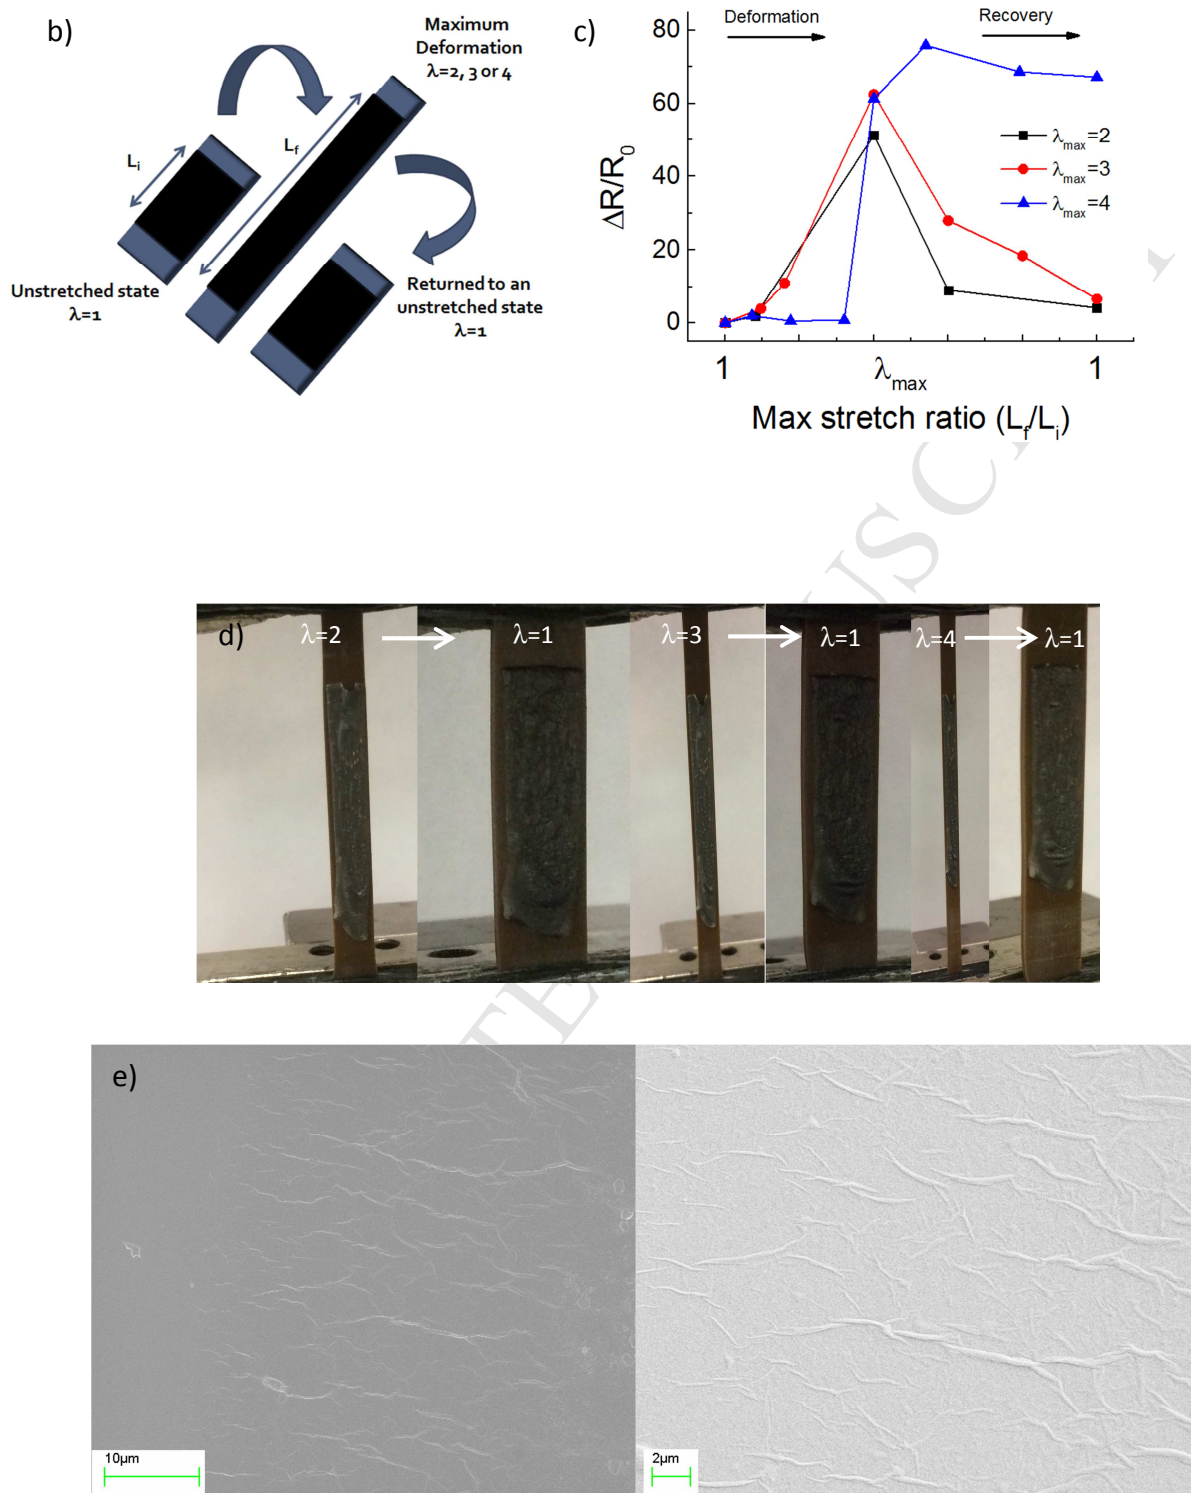 b)
Maximum
Deformation
λ=2, 3 or 4
Li
Lf
Unstretched state
λ=1
Returned to an
unstretched state
λ=1
c)
Deformation
Recovery
80
60
40
20
0
ΔR/R0
λmax=2
λmax=3
λmax=4
1
λmax
1
Max stretch ratio (Lf/Li)
d)
λ=2
λ=1
λ=3
λ=1
λ=4
λ=1
e)
10µm
2µm